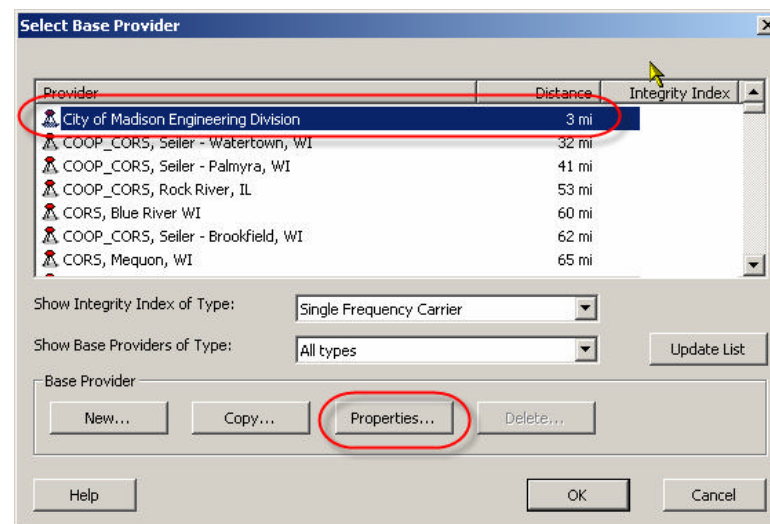 Select Base Provider
Provider Distance Integrity Index
City of Madison Engineering Division 3 mi
COOP_CORS, Seiler - Watertown, WI 32 mi
COOP_CORS, Seiler - Palmyra, WI 41 mi
COOP_CORS, Rock River, IL 53 mi
CORS, Blue River WI 60 mi
COOP_CORS, Seiler - Brookfield, WI 62 mi
CORS, Mequon, WI 65 mi
Show Integrity Index of Type: Single Frequency Carrier
Show Base Providers of Type: All types Update List
Base Provider
New... Copy... Properties... Delete...
Help OK Cancel